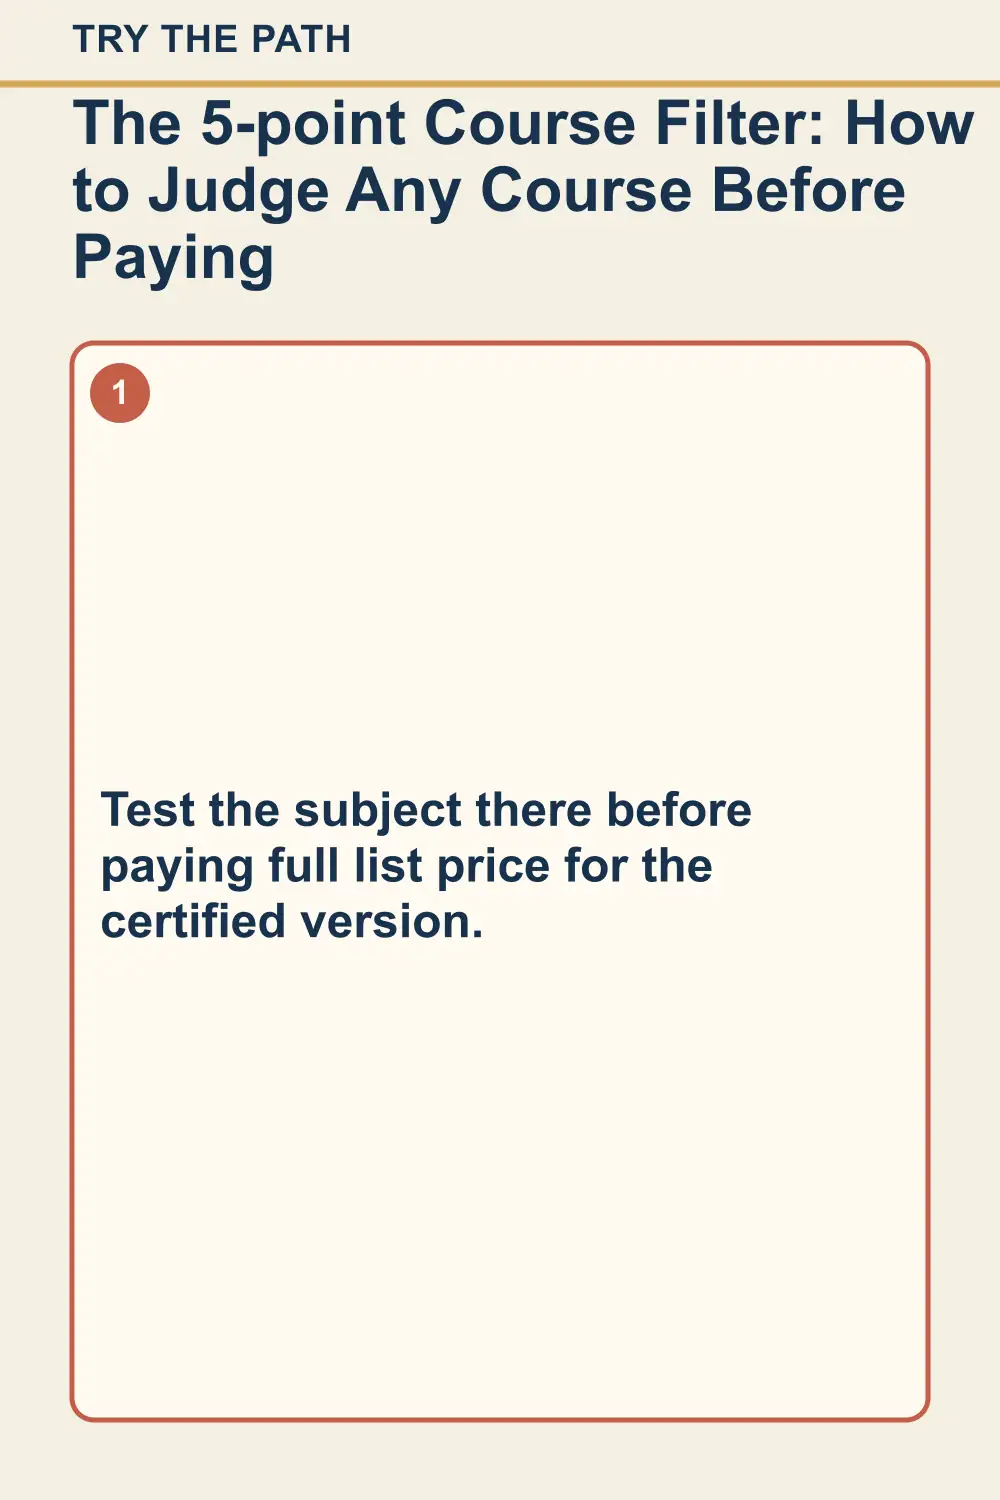 TRY THE PATH
The 5-point Course Filter: How
to Judge Any Course Before
Paying
1
Test the subject there before
paying full list price for the
certified version.